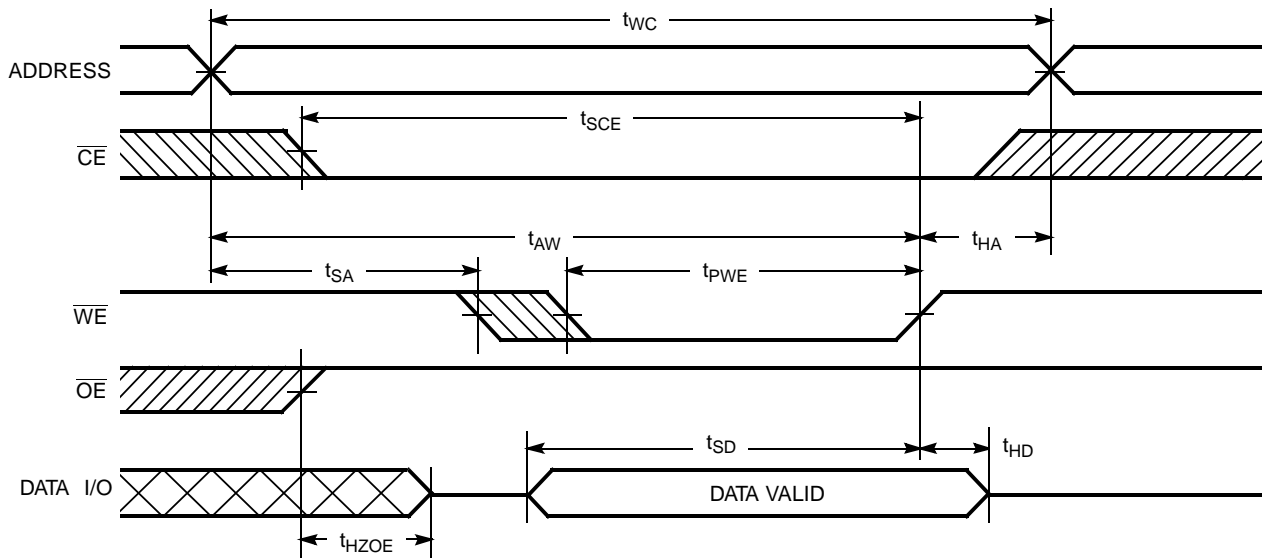 tWC
ADDRESS
tSCE
CE
tAW
tHA
tSA
tPWE
WE
OE
tSD
tHD
DATA I/O
DATA VALID
tHZOE